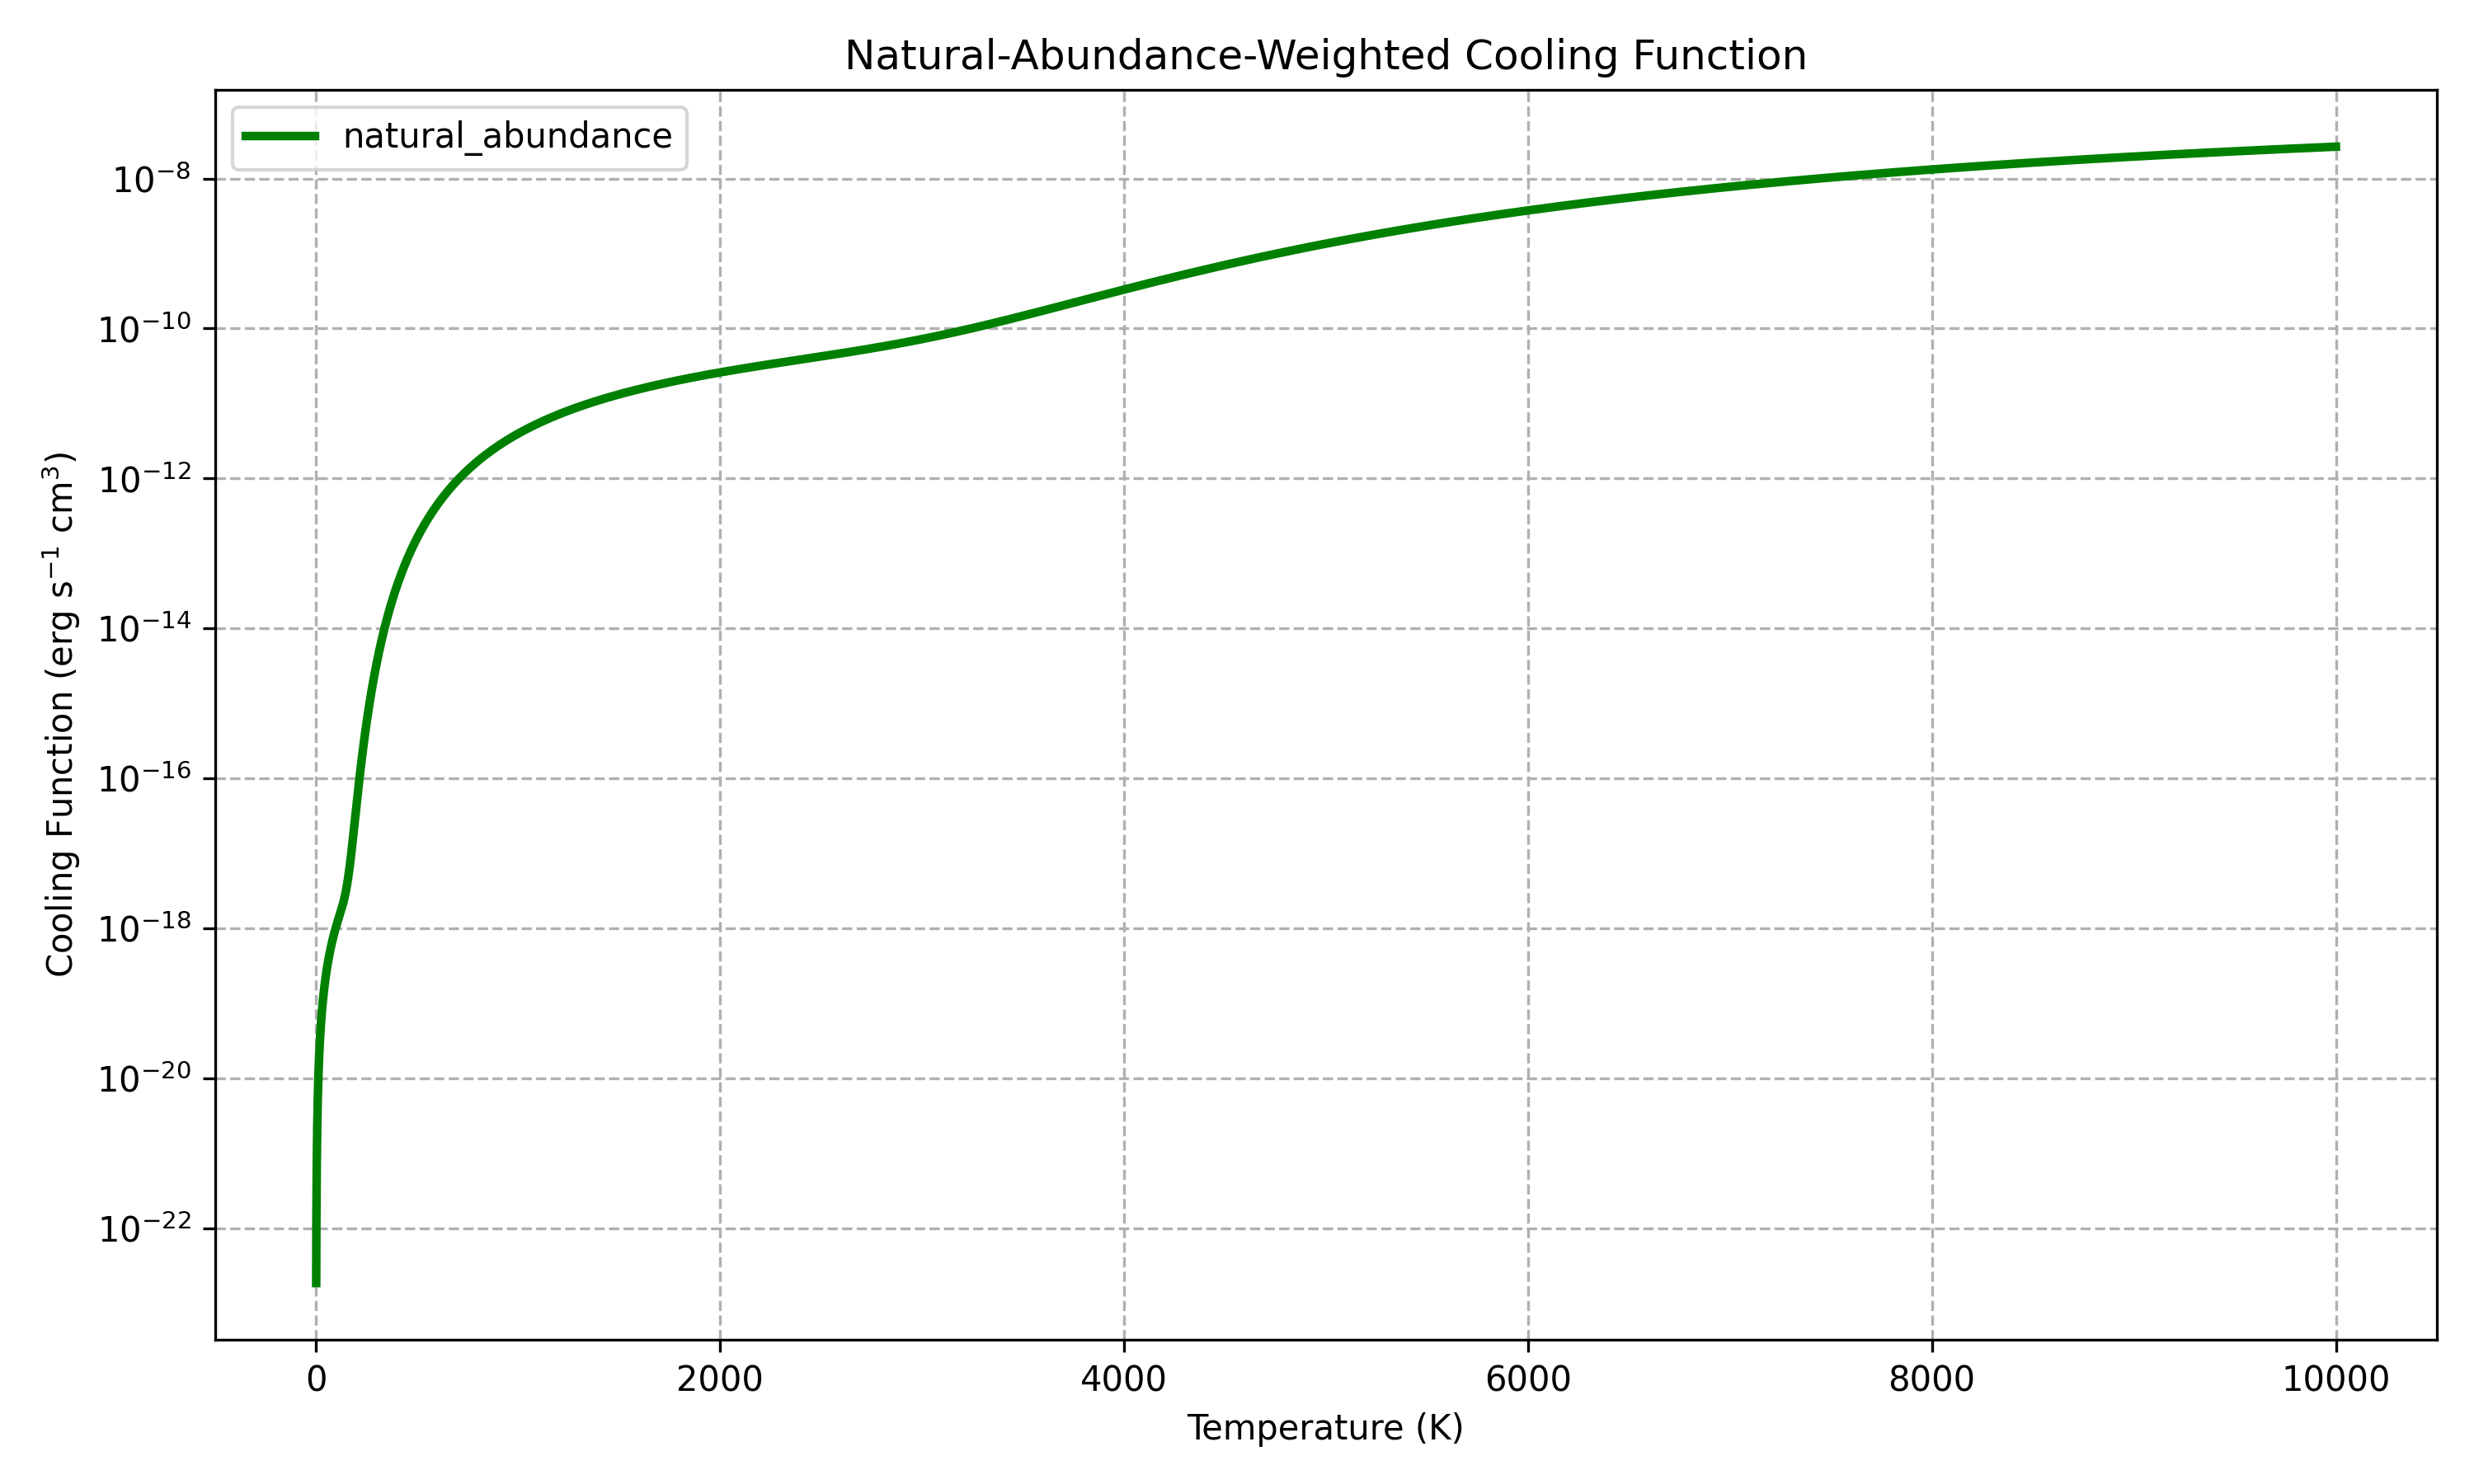 Natural-Abundance-Weighted Cooling Function
natural_abundance
Cooling Function (erg s⁻¹ cm³)
10⁻⁸
10⁻¹⁰
10⁻¹²
10⁻¹⁴
10⁻¹⁶
10⁻¹⁸
10⁻²⁰
10⁻²²
0 2000 4000 6000 8000 10000
Temperature (K)